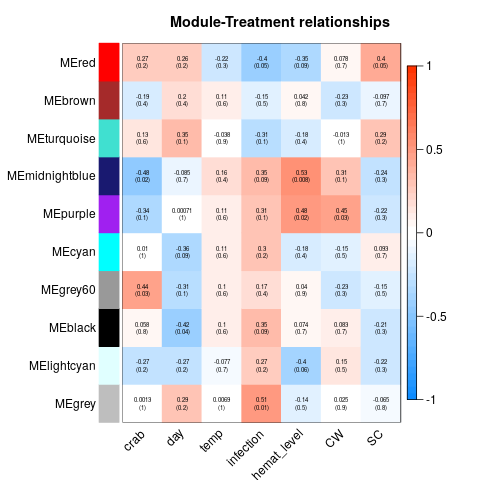 Module-Treatment relationships
MEred 0.27 0.26 -0.22 -0.4 -0.35 0.078 0.4
(0.2) (0.2) (0.3) (0.05) (0.09) (0.7) (0.05)
MEbrown -0.19 0.2 0.11 -0.15 0.042 -0.23 -0.097
(0.4) (0.4) (0.6) (0.5) (0.8) (0.3) (0.7)
MEturquoise 0.13 0.35 -0.038 -0.31 -0.18 -0.013 0.29
(0.6) (0.1) (0.9) (0.1) (0.4) (1) (0.2)
MEmidnightblue -0.48 -0.085 0.16 0.35 0.53 0.31 -0.24
(0.02) (0.7) (0.4) (0.09) (0.008) (0.1) (0.3)
MEpurple -0.34 0.00071 0.11 0.31 0.48 0.45 -0.22
(0.1) (1) (0.6) (0.1) (0.02) (0.03) (0.3)
MEcyan 0.01 -0.36 0.11 0.3 -0.18 -0.15 0.093
(1) (0.09) (0.6) (0.2) (0.4) (0.5) (0.7)
MEgrey60 0.44 -0.31 0.1 0.17 0.04 -0.23 -0.15
(0.03) (0.1) (0.6) (0.4) (0.9) (0.3) (0.5)
MEblack 0.058 -0.42 0.1 0.35 0.074 0.083 -0.21
(0.8) (0.04) (0.6) (0.09) (0.7) (0.7) (0.3)
MElightcyan -0.27 -0.27 -0.077 0.27 -0.4 0.15 -0.22
(0.2) (0.2) (0.7) (0.2) (0.06) (0.5) (0.3)
MEgrey 0.0013 0.29 0.0069 0.51 -0.14 0.025 -0.065
(1) (0.2) (1) (0.01) (0.5) (0.9) (0.8)
crab day temp infection hemat_level CW SC
1
0.5
0
-0.5
-1